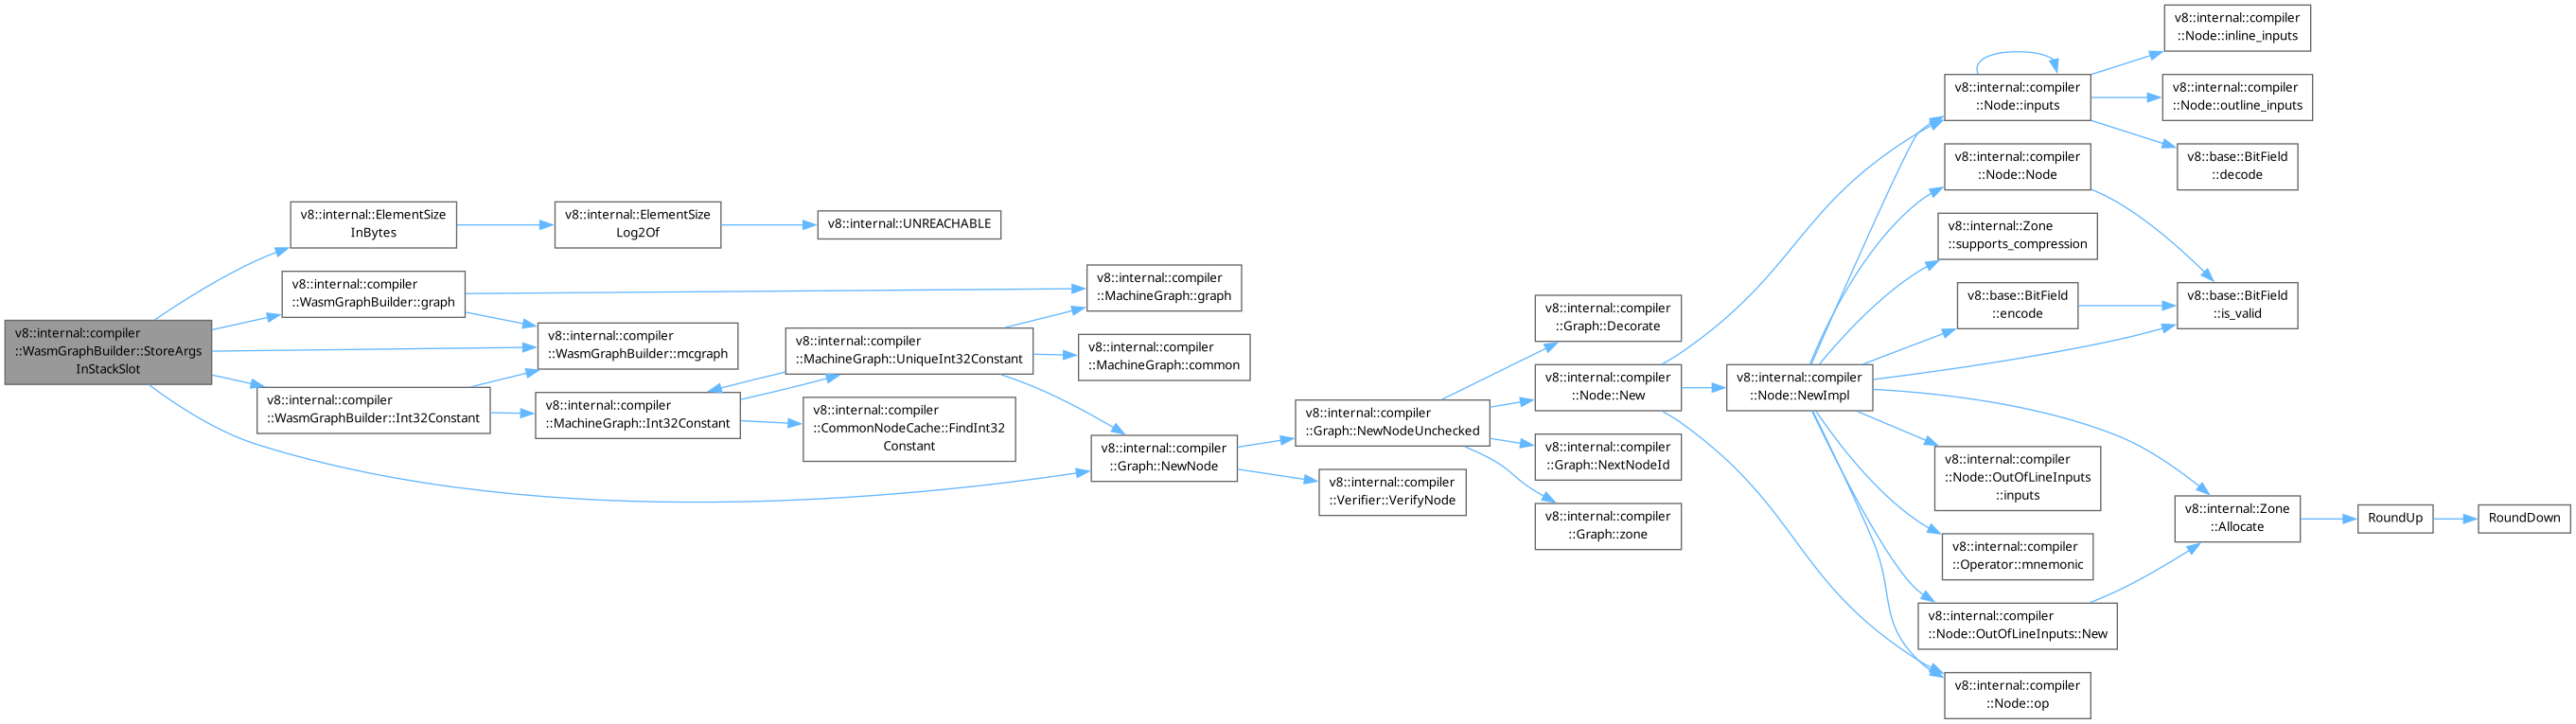 v8::internal::compiler
::WasmGraphBuilder::StoreArgs
InStackSlot
v8::internal::ElementSize
InBytes
v8::internal::ElementSize
Log2Of
v8::internal::UNREACHABLE
v8::internal::compiler
::WasmGraphBuilder::graph
v8::internal::compiler
::MachineGraph::graph
v8::internal::compiler
::WasmGraphBuilder::mcgraph
v8::internal::compiler
::WasmGraphBuilder::Int32Constant
v8::internal::compiler
::MachineGraph::Int32Constant
v8::internal::compiler
::MachineGraph::UniqueInt32Constant
v8::internal::compiler
::MachineGraph::common
v8::internal::compiler
::CommonNodeCache::FindInt32
Constant
v8::internal::compiler
::Graph::NewNode
v8::internal::compiler
::Graph::NewNodeUnchecked
v8::internal::compiler
::Verifier::VerifyNode
v8::internal::compiler
::Graph::Decorate
v8::internal::compiler
::Node::New
v8::internal::compiler
::Graph::NextNodeId
v8::internal::compiler
::Graph::zone
v8::internal::compiler
::Node::NewImpl
v8::internal::compiler
::Node::inputs
v8::internal::compiler
::Node::inline_inputs
v8::internal::compiler
::Node::outline_inputs
v8::base::BitField
::decode
v8::internal::compiler
::Node::Node
v8::internal::Zone
::supports_compression
v8::base::BitField
::encode
v8::base::BitField
::is_valid
v8::internal::compiler
::Node::OutOfLineInputs
::inputs
v8::internal::compiler
::Operator::mnemonic
v8::internal::compiler
::Node::OutOfLineInputs::New
v8::internal::compiler
::Node::op
v8::internal::Zone
::Allocate
RoundUp
RoundDown